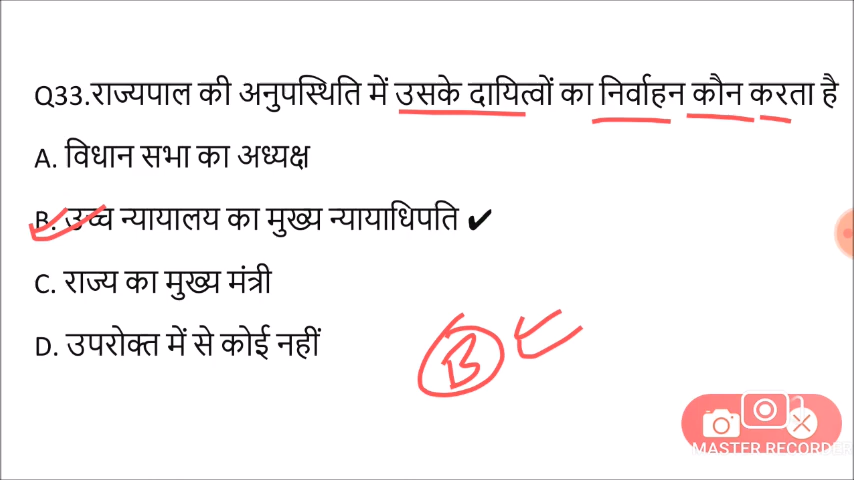 Q33.राज्यपाल की अनुपस्थिति में उसके दायित्वों का निर्वाहन कौन करता है
A. विधान सभा का अध्यक्ष
B. उच्च न्यायालय का मुख्य न्यायाधिपति ✔
C. राज्य का मुख्य मंत्री
D. उपरोक्त में से कोई नहीं
B
MASTER RECORDER